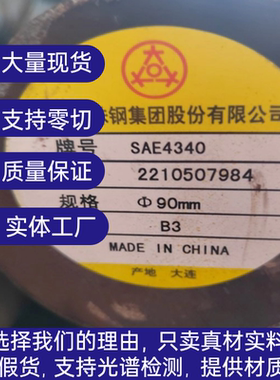 大量现货
殊钢集团股份有限公司
支持零切
牌号 SAE4340
质量保证
2210507984
规格 Φ90mm
实体工厂
B3
MADE IN CHINA
产地 大连
选择我们的理由，只卖真材实料
假货，支持光谱检测，提供材质